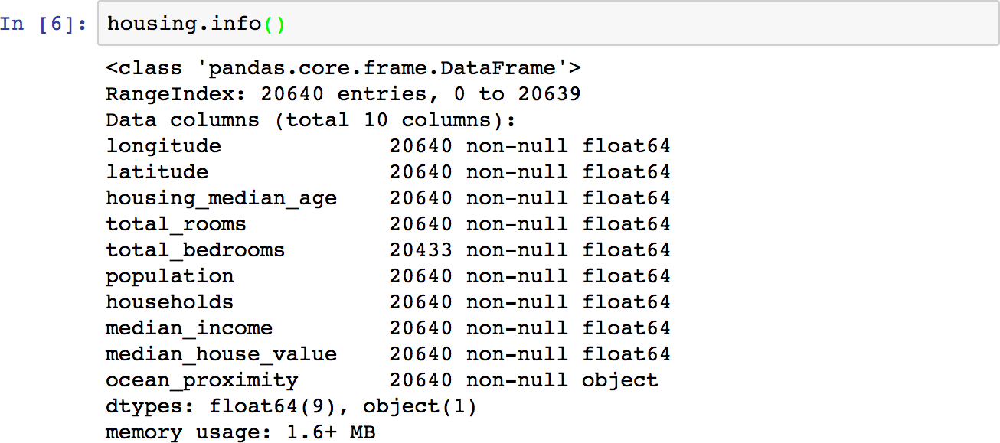 In [6]: housing.info()
<class 'pandas.core.frame.DataFrame'>
RangeIndex: 20640 entries, 0 to 20639
Data columns (total 10 columns):
longitude             20640 non-null float64
latitude              20640 non-null float64
housing_median_age    20640 non-null float64
total_rooms           20640 non-null float64
total_bedrooms        20433 non-null float64
population            20640 non-null float64
households            20640 non-null float64
median_income         20640 non-null float64
median_house_value    20640 non-null float64
ocean_proximity       20640 non-null object
dtypes: float64(9), object(1)
memory usage: 1.6+ MB